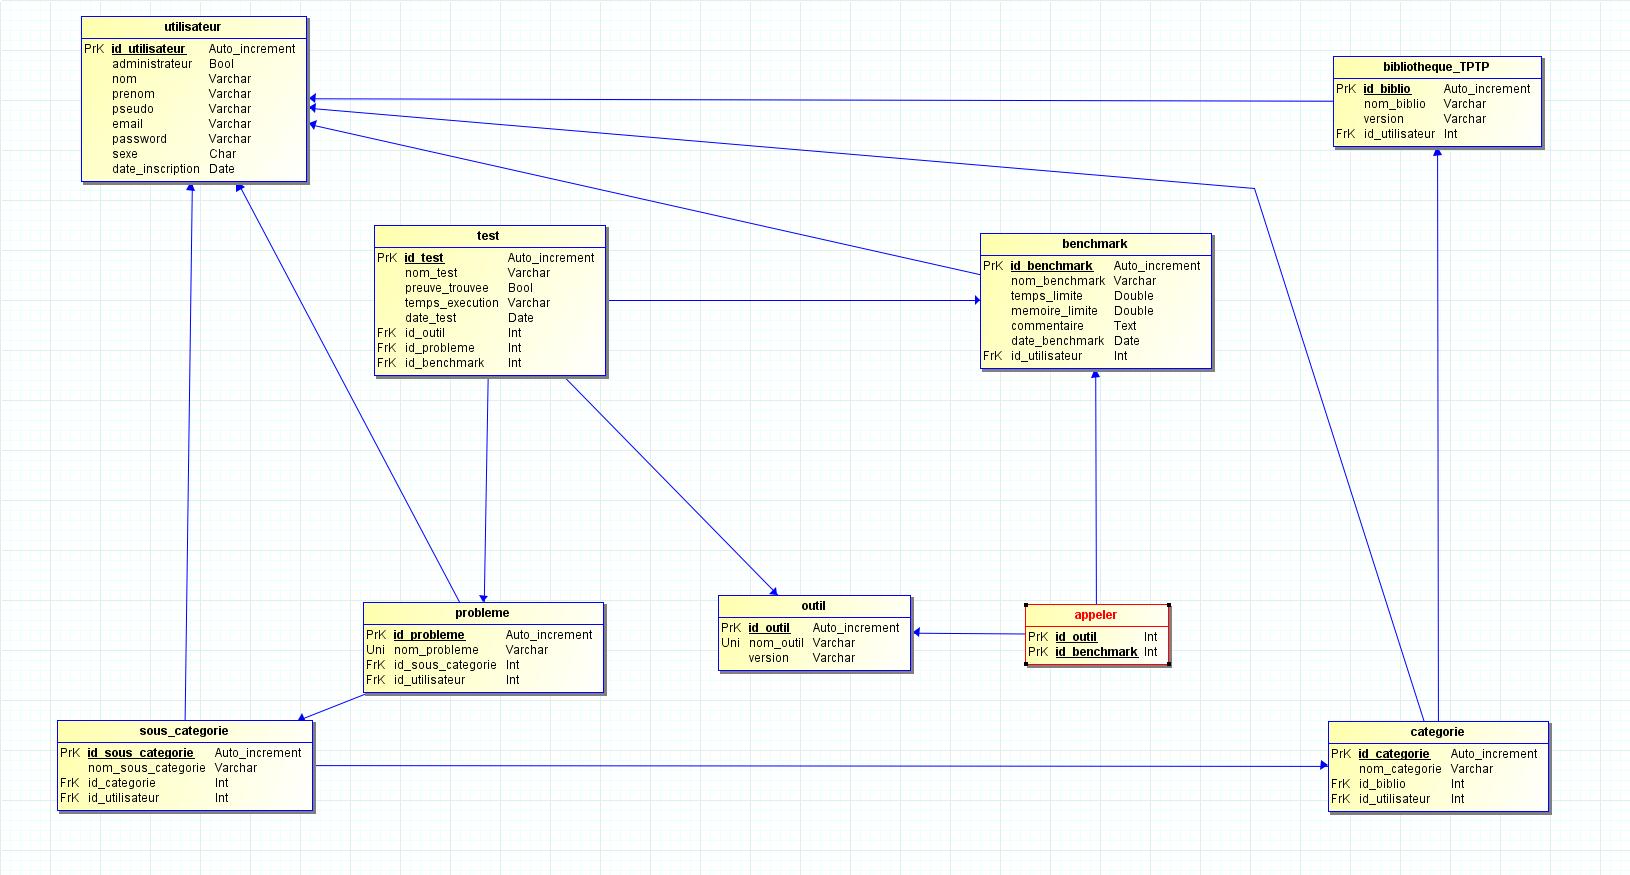 utilisateur
PrK id_utilisateur Auto_increment
administrateur Bool
nom Varchar
prenom Varchar
pseudo Varchar
email Varchar
password Varchar
sexe Char
date_inscription Date
bibliotheque_TPTP
PrK id_biblio Auto_increment
nom_biblio Varchar
version Varchar
FrK id_utilisateur Int
test
PrK id_test Auto_increment
nom_test Varchar
preuve_trouvee Bool
temps_execution Varchar
date_test Date
FrK id_outil Int
FrK id_probleme Int
FrK id_benchmark Int
benchmark
PrK id_benchmark Auto_increment
nom_benchmark Varchar
temps_limite Double
memoire_limite Double
commentaire Text
date_benchmark Date
FrK id_utilisateur Int
probleme
PrK id_probleme Auto_increment
Uni nom_probleme Varchar
FrK id_sous_categorie Int
FrK id_utilisateur Int
outil
PrK id_outil Auto_increment
Uni nom_outil Varchar
version Varchar
appeler
PrK id_outil Int
PrK id_benchmark Int
sous_categorie
PrK id_sous_categorie Auto_increment
nom_sous_categorie Varchar
FrK id_categorie Int
FrK id_utilisateur Int
categorie
PrK id_categorie Auto_increment
nom_categorie Varchar
FrK id_biblio Int
FrK id_utilisateur Int